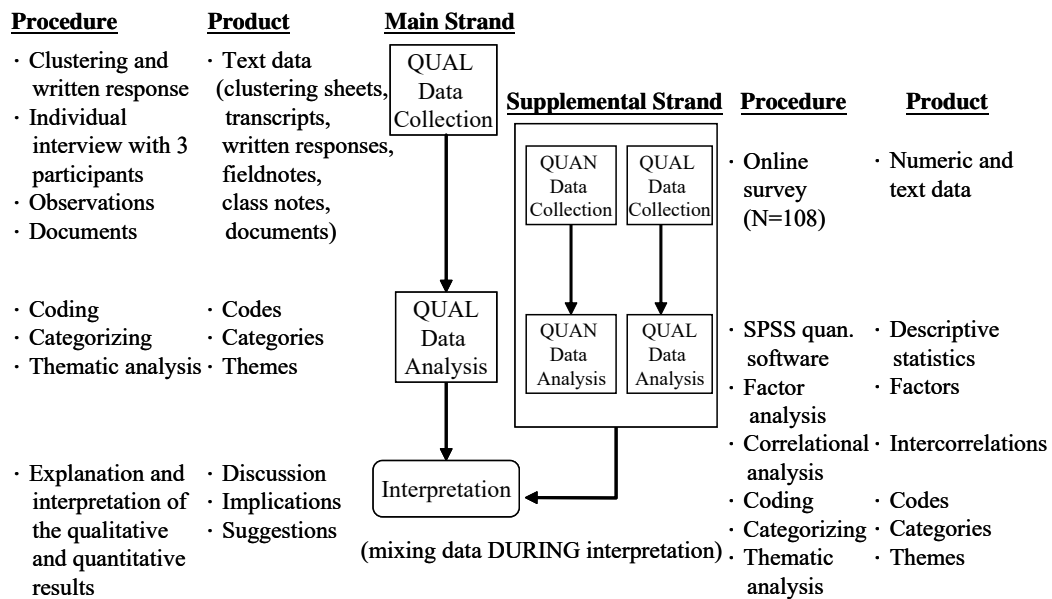 Procedure
· Clustering and
written response
· Individual
interview with 3
participants
· Observations
· Documents
· Coding
· Categorizing
· Thematic analysis
· Explanation and
interpretation of
the qualitative
and quantitative
results
Product
· Text data
(clustering sheets,
transcripts,
written responses,
fieldnotes,
class notes,
documents)
· Codes
· Categories
· Themes
· Discussion
· Implications
· Suggestions
Main Strand
QUAL
Data
Collection
QUAL
Data
Analysis
Interpretation
(mixing data DURING interpretation)
Supplemental Strand
QUAN
Data
Collection
QUAL
Data
Collection
QUAN
Data
Analysis
QUAL
Data
Analysis
Procedure
· Online
survey
(N=108)
· SPSS quan.
software
· Factor
analysis
· Correlational
analysis
· Coding
· Categorizing
· Thematic
analysis
Product
· Numeric and
text data
· Descriptive
statistics
· Factors
· Intercorrelations
· Codes
· Categories
· Themes